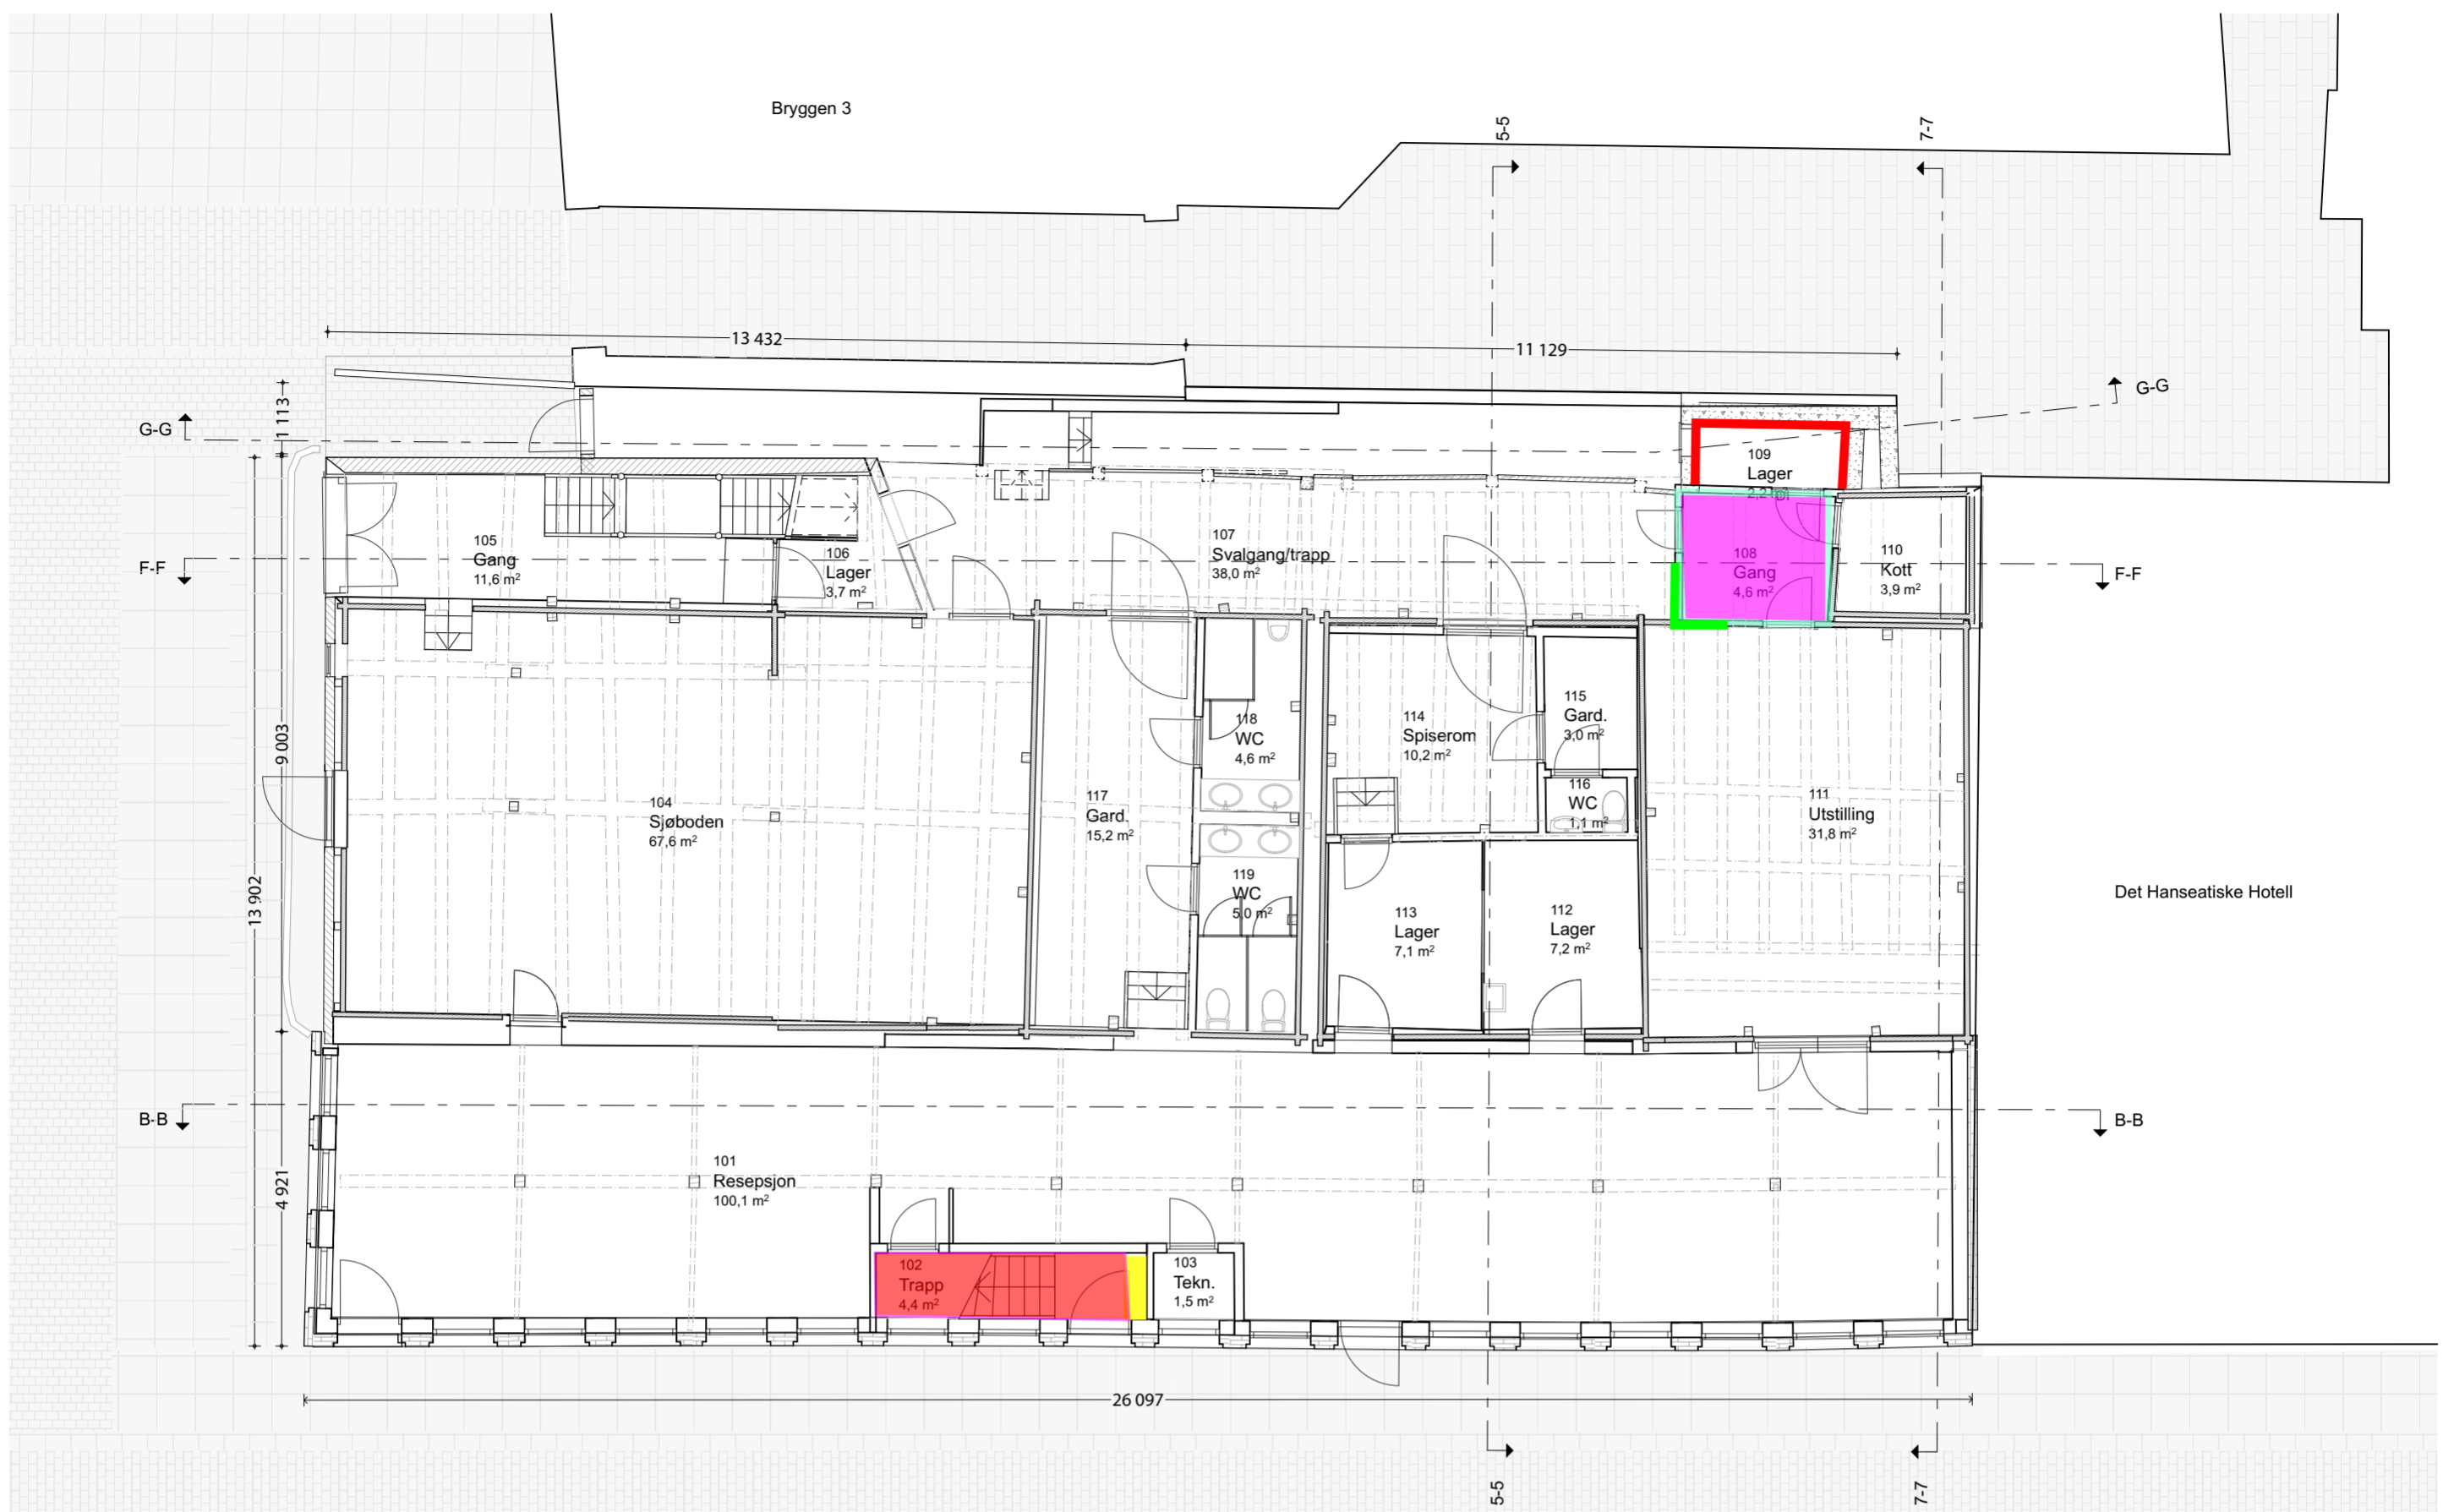 Bryggen 3
5-5
7-7
13 432
11 129
1 113
G-G
G-G
109
Lager
105
Gang
11,6 m²
106
Lager
3,7 m²
107
Svalgang/trapp
38,0 m²
108
Gang
4,6 m²
110
Kott
3,9 m²
F-F
F-F
9 003
13 902
104
Sjøboden
67,6 m²
117
Gard.
15,2 m²
118
WC
4,6 m²
119
WC
5,0 m²
114
Spiserom
10,2 m²
115
Gard.
3,0 m²
116
WC
1,1 m²
111
Utstilling
31,8 m²
113
Lager
7,1 m²
112
Lager
7,2 m²
Det Hanseatiske Hotell
B-B
B-B
4 921
101
Resepsjon
100,1 m²
102
Trapp
4,4 m²
103
Tekn.
1,5 m²
26 097
5-5
7-7